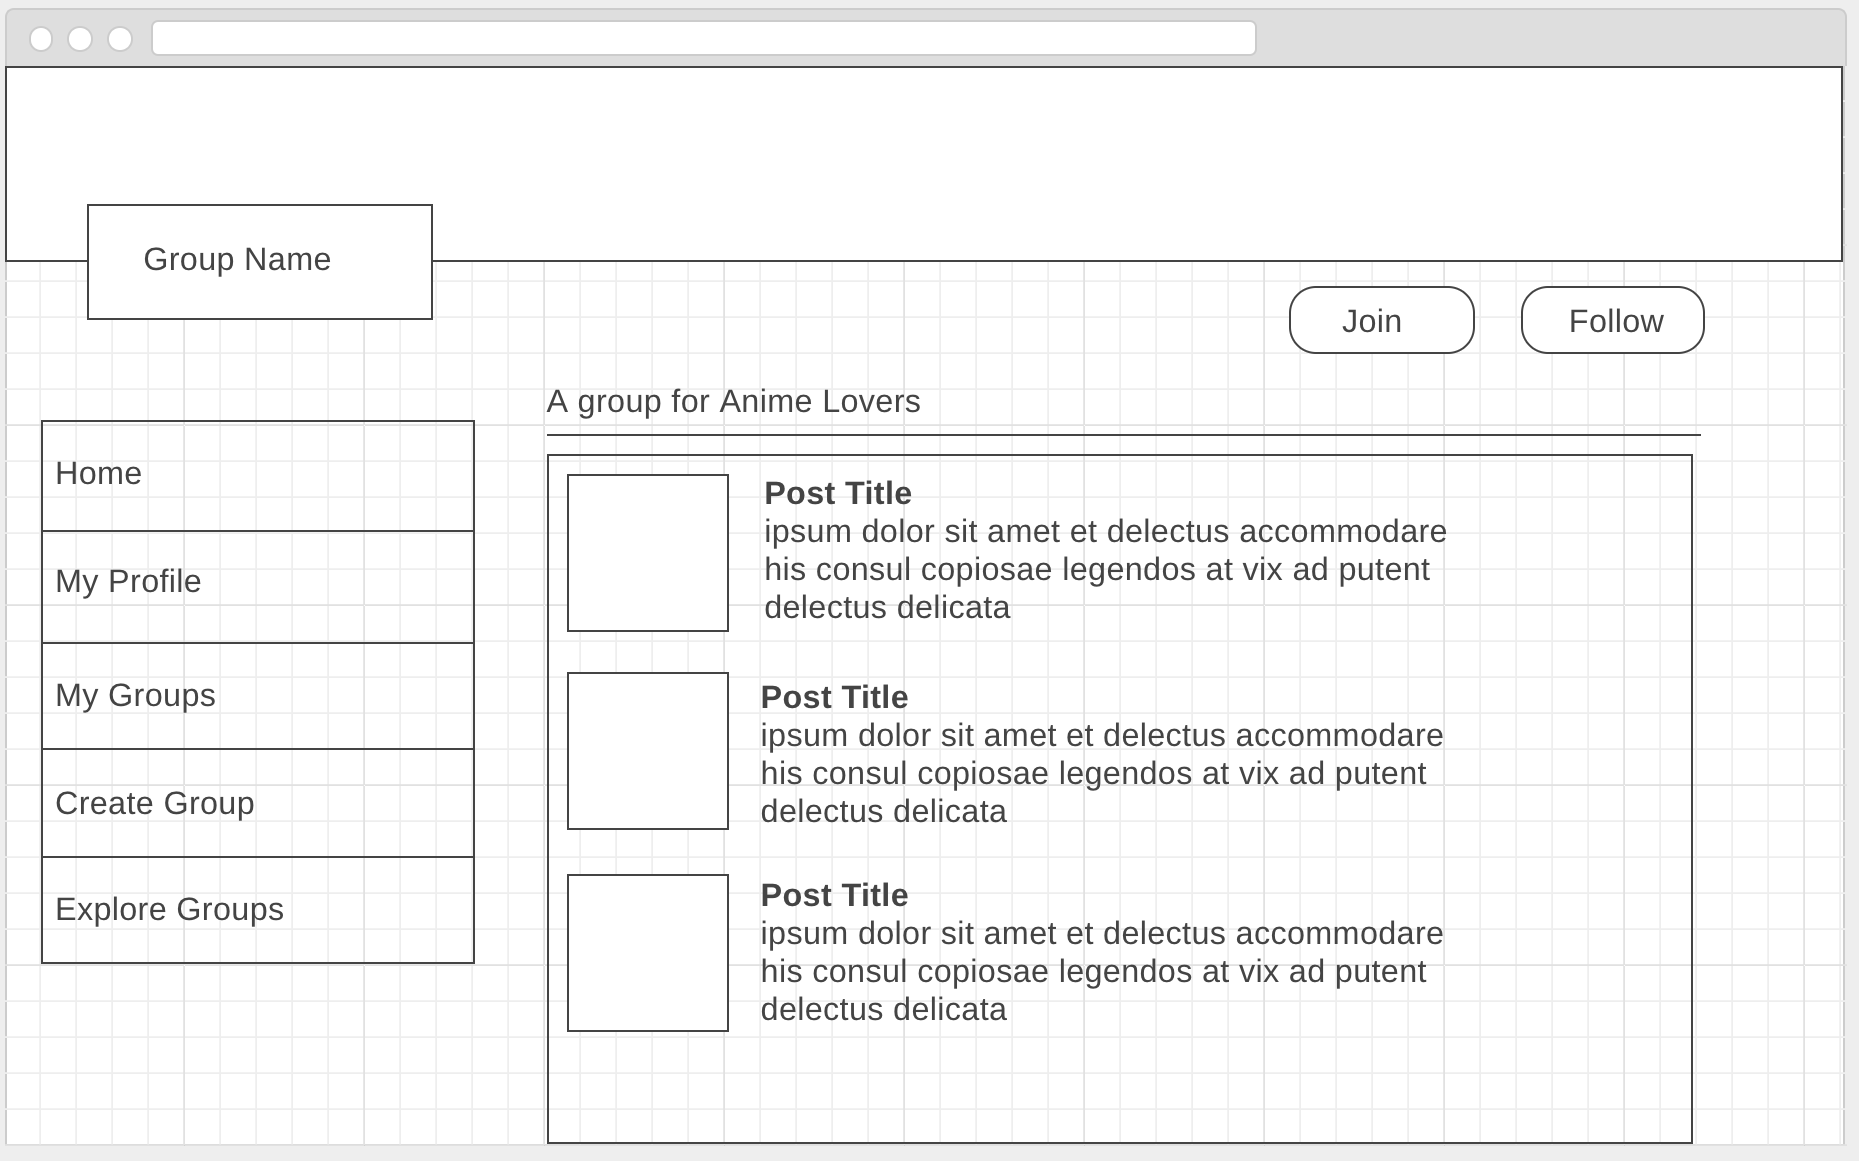 Group Name
Join
Follow
A group for Anime Lovers
Home
My Profile
My Groups
Create Group
Explore Groups
Post Title
ipsum dolor sit amet et delectus accommodare
his consul copiosae legendos at vix ad putent
delectus delicata
Post Title
ipsum dolor sit amet et delectus accommodare
his consul copiosae legendos at vix ad putent
delectus delicata
Post Title
ipsum dolor sit amet et delectus accommodare
his consul copiosae legendos at vix ad putent
delectus delicata